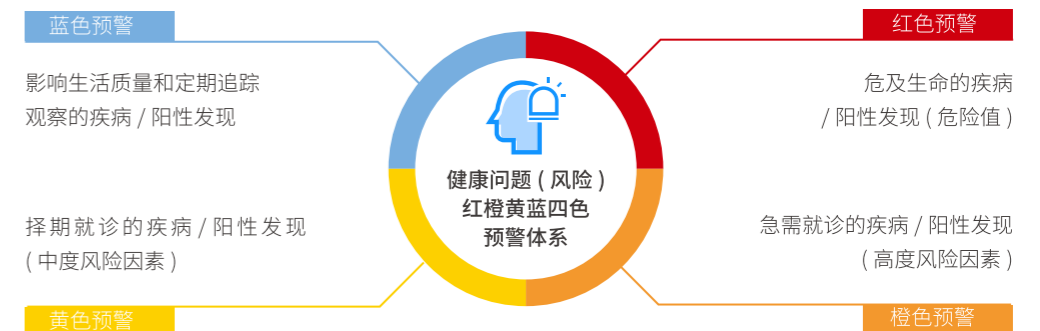 蓝色预警
影响生活质量和定期追踪
观察的疾病 / 阳性发现
红色预警
危及生命的疾病
/ 阳性发现 ( 危险值 )
健康问题 ( 风险 )
红橙黄蓝四色
预警体系
择期就诊的疾病 / 阳性发现
( 中度风险因素 )
黄色预警
急需就诊的疾病 / 阳性发现
( 高度风险因素 )
橙色预警